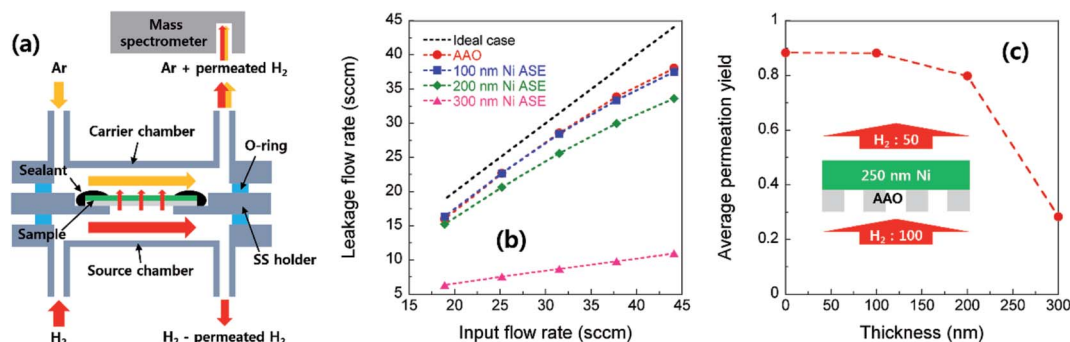 (a)
Mass
spectrometer
Ar
Ar + permeated H₂
Carrier chamber
O-ring
Sealant
Sample
SS holder
Source chamber
H₂
H₂ - permeated H₂
Leakage flow rate (sccm)
45
40
35
30
25
20
15
10
5
Ideal case
AAO
100 nm Ni ASE
200 nm Ni ASE
300 nm Ni ASE
(b)
15 20 25 30 35 40 45
Input flow rate (sccm)
Average permeation yield
1
0.8
0.6
0.4
0.2
0
(c)
H₂ : 50
250 nm Ni
AAO
H₂ : 100
0 50 100 150 200 250 300
Thickness (nm)